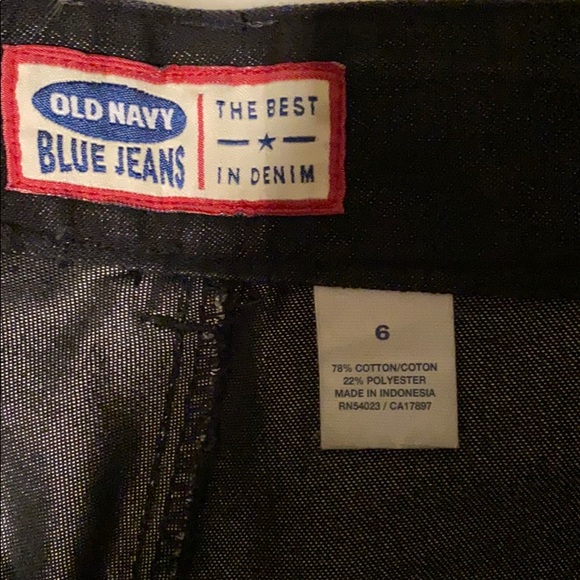 OLD NAVY
BLUE JEANS
THE BEST
IN DENIM
6
78% COTTON/COTON
22% POLYESTER
MADE IN INDONESIA
RN54023 / CA17897